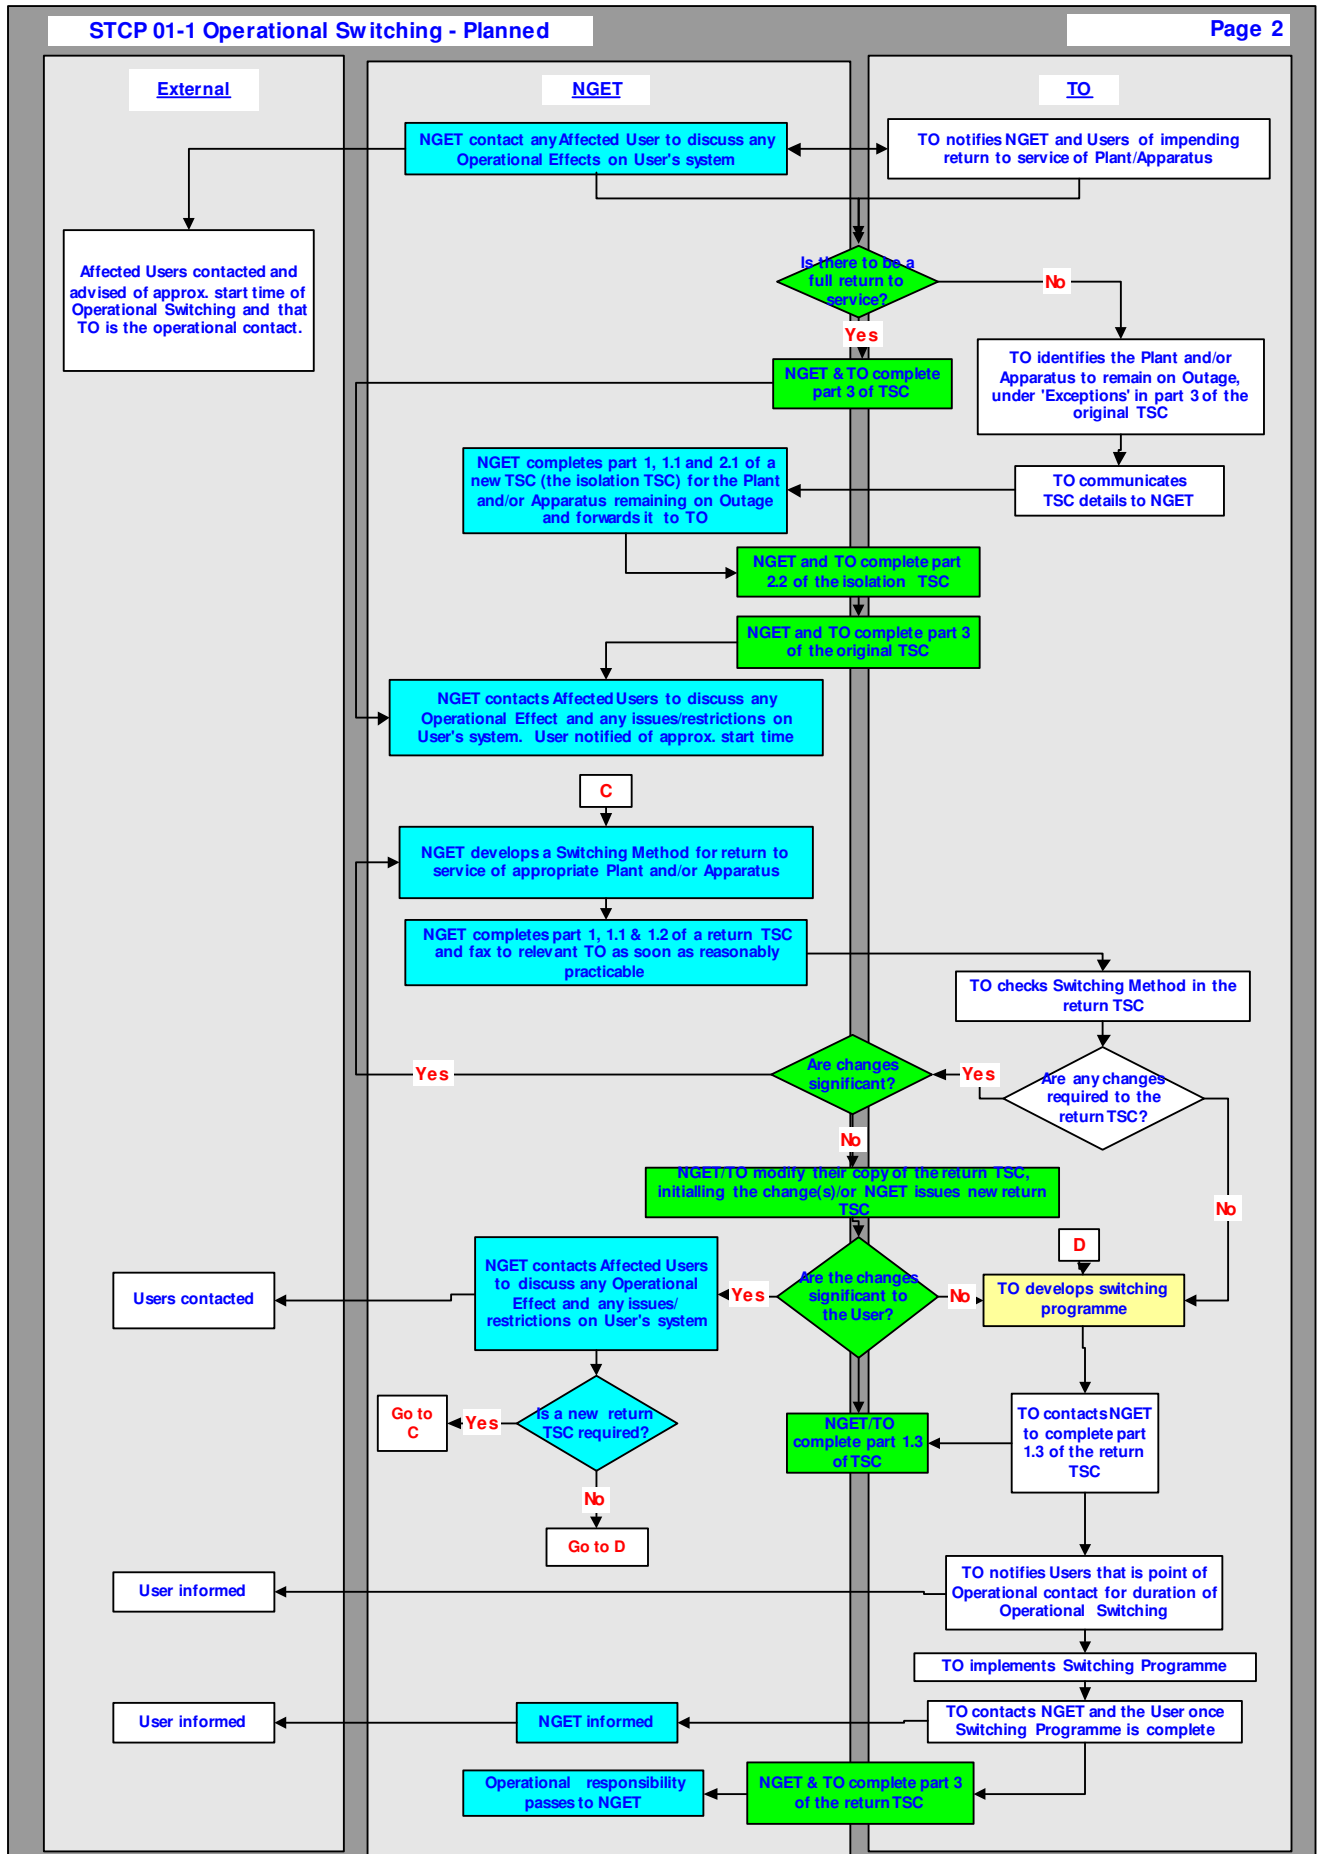 STCP 01-1 Operational Switching - Planned
Page 2
External
NGET
TO
NGET contact any Affected User to discuss any
Operational Effects on User's system
TO notifies NGET and Users of impending
return to service of Plant/Apparatus
Affected Users contacted and
advised of approx. start time of
Operational Switching and that
TO is the operational contact.
Is there to be a
full return to
service?
No
Yes
TO identifies the Plant and/or
Apparatus to remain on Outage,
under 'Exceptions' in part 3 of the
original TSC
NGET & TO complete
part 3 of TSC
NGET completes part 1, 1.1 and 2.1 of a
new TSC (the isolation TSC) for the Plant
and/or Apparatus remaining on Outage
and forwards it to TO
TO communicates
TSC details to NGET
NGET and TO complete part
2.2 of the isolation TSC
NGET and TO complete part 3
of the original TSC
NGET contacts Affected Users to discuss any
Operational Effect and any issues/restrictions on
User's system. User notified of approx. start time
C
NGET develops a Switching Method for return to
service of appropriate Plant and/or Apparatus
NGET completes part 1, 1.1 & 1.2 of a return TSC
and fax to relevant TO as soon as reasonably
practicable
TO checks Switching Method in the
return TSC
Are changes
significant?
Yes
Yes
Are any changes
required to the
return TSC?
No
NGET/TO modify their copy of the return TSC,
initialling the change(s)/or NGET issues new return
TSC
No
D
NGET contacts Affected Users
to discuss any Operational
Effect and any issues/
restrictions on User's system
Users contacted
Yes
Are the changes
significant to
the User?
No
TO develops switching
programme
Go to
C
Yes
Is a new return
TSC required?
NGET/TO
complete part 1.3
of TSC
TO contacts NGET
to complete part
1.3 of the return
TSC
No
Go to D
User informed
TO notifies Users that is point of
Operational contact for duration of
Operational Switching
TO implements Switching Programme
User informed
NGET informed
TO contacts NGET and the User once
Switching Programme is complete
Operational responsibility
passes to NGET
NGET & TO complete part 3
of the return TSC